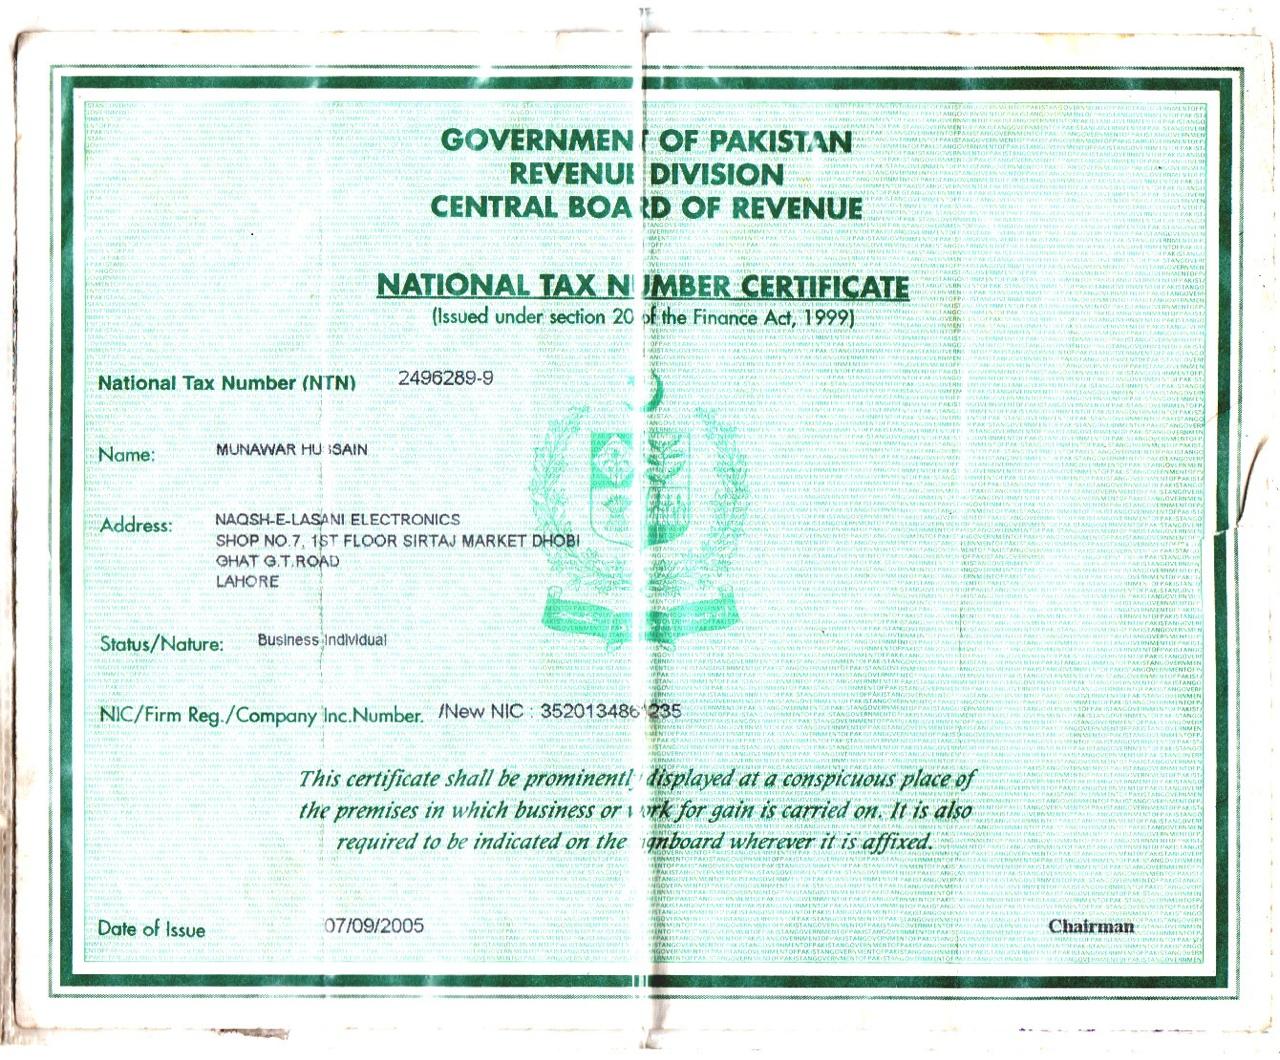 GOVERNMENT OF PAKISTAN
REVENUE DIVISION
CENTRAL BOARD OF REVENUE
NATIONAL TAX NUMBER CERTIFICATE
(Issued under section 20 of the Finance Act, 1999)
National Tax Number (NTN) 2496289-9
Name: MUNAWAR HUSSAIN
Address: NAQSH-E-LASANI ELECTRONICS
SHOP NO.7, 1ST FLOOR SIRTAJ MARKET DHOBI
GHAT G.T.ROAD
LAHORE
Status/Nature: Business Individual
NIC/Firm Reg./Company Inc.Number. /New NIC :
This certificate shall be prominently displayed at a conspicuous place of
the premises in which business or work for gain is carried on. It is also
required to be indicated on the signboard wherever it is affixed.
Date of Issue 07/09/2005
Chairman